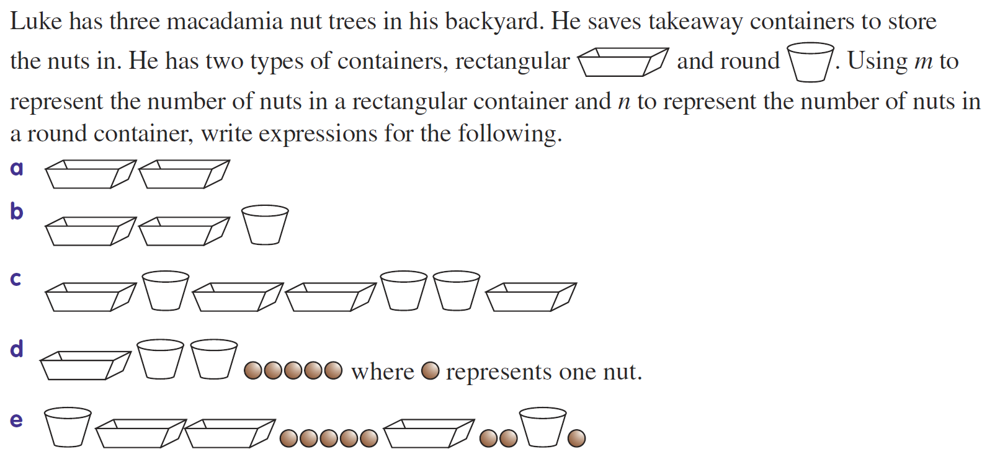 Luke has three macadamia nut trees in his backyard. He saves takeaway containers to store
the nuts in. He has two types of containers, rectangular and round . Using m to
represent the number of nuts in a rectangular container and n to represent the number of nuts in
a round container, write expressions for the following.
a
b
c
d where represents one nut.
e